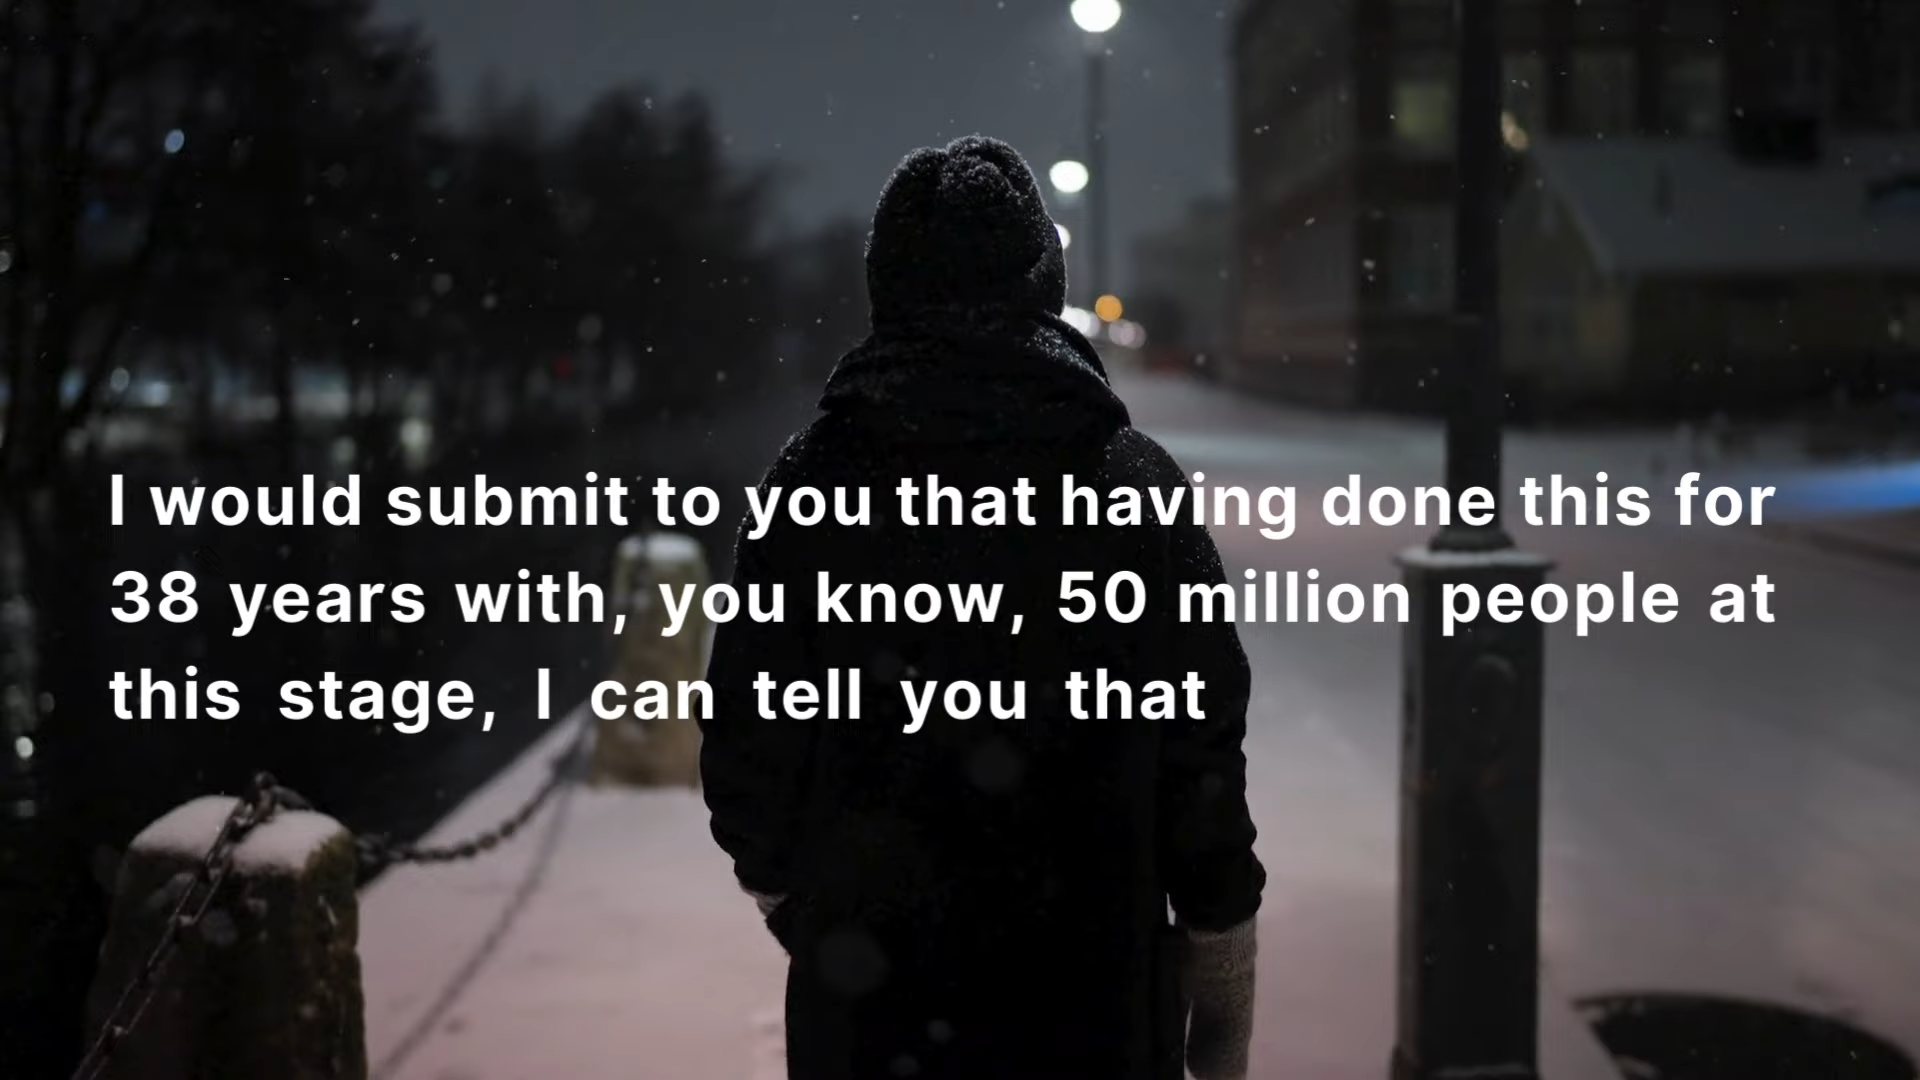 I would submit to you that having done this for
38 years with, you know, 50 million people at
this stage, I can tell you that